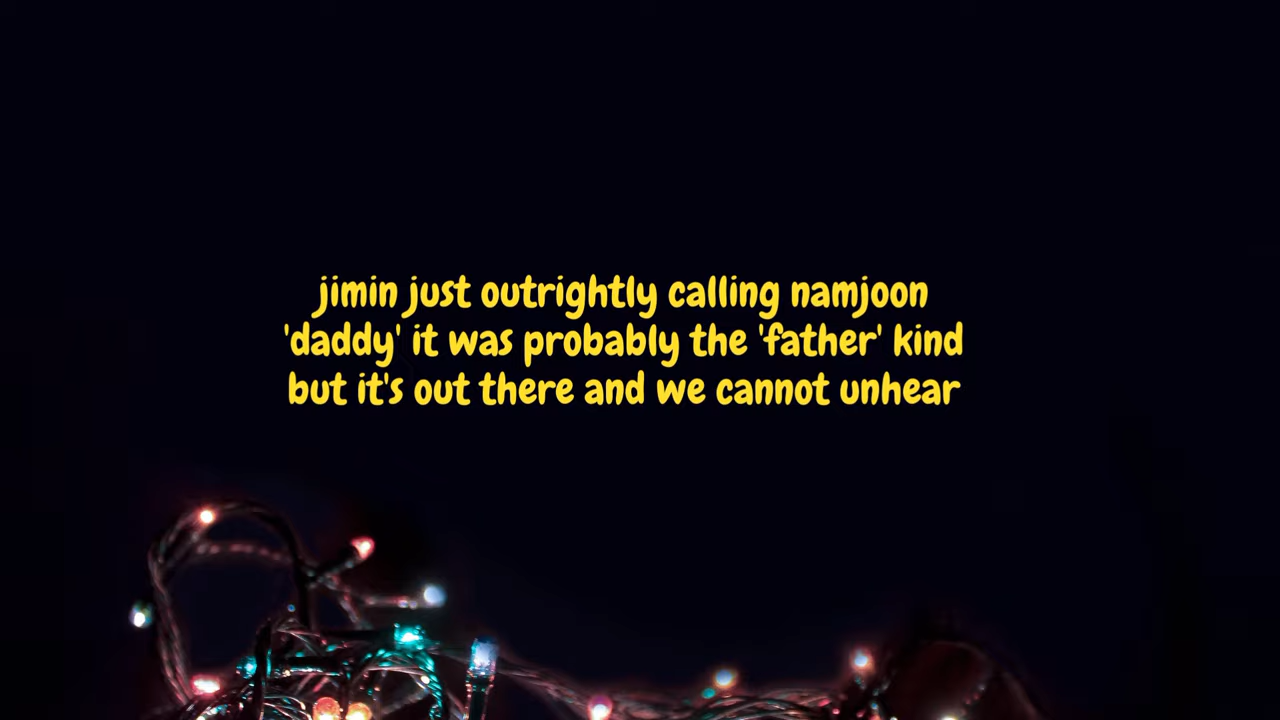 jimin just outrightly calling namjoon
'daddy' it was probably the 'father' kind
but it's out there and we cannot unhear